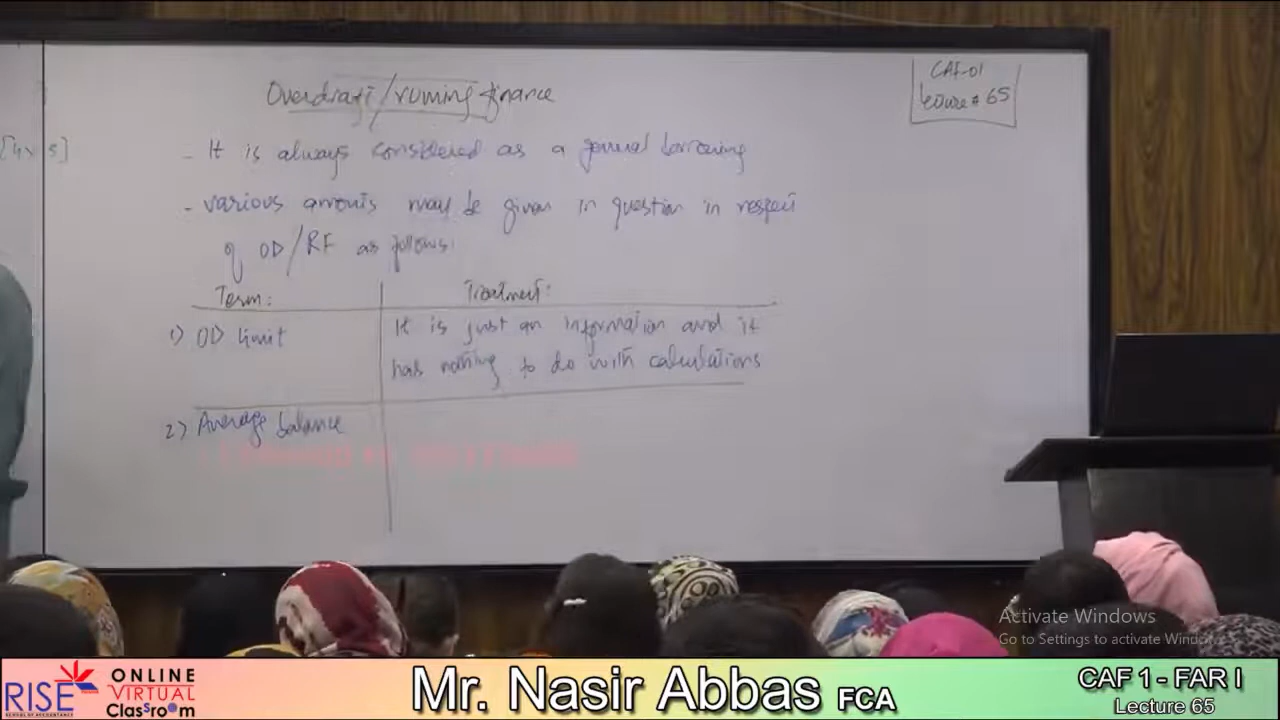 Overdraft/running finance
CAF-01
Lecture # 65
- It is always considered as a general borrowing
- various amounts may be given in question in respect
of OD/RF as follows:
Term:
Treatment:
1) OD limit
It is just an information and it
has nothing to do with calculations
2) Average balance
Activate Windows
Go to Settings to activate Windows
RISE
SCHOOL OF ACCOUNTANCY
ONLINE
VIRTUAL
Classroom
Mr. Nasir Abbas FCA
CAF 1 - FAR I
Lecture 65